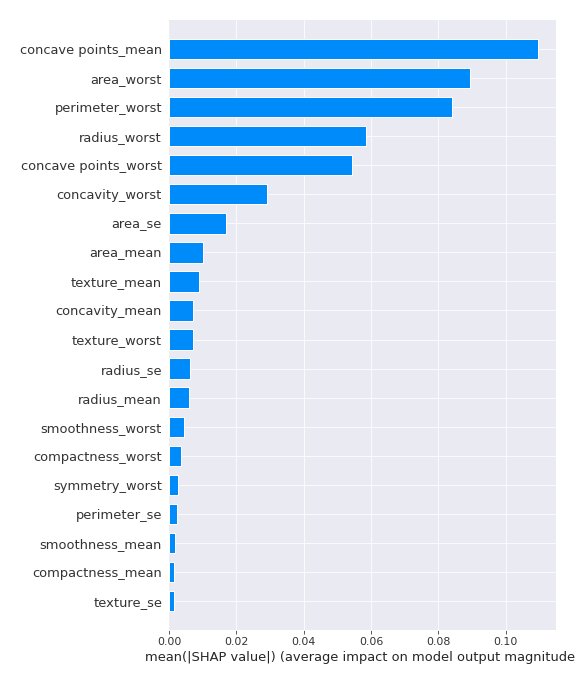 concave points_mean
area_worst
perimeter_worst
radius_worst
concave points_worst
concavity_worst
area_se
area_mean
texture_mean
concavity_mean
texture_worst
radius_se
radius_mean
smoothness_worst
compactness_worst
symmetry_worst
perimeter_se
smoothness_mean
compactness_mean
texture_se
0.00 0.02 0.04 0.06 0.08 0.10
mean(|SHAP value|) (average impact on model output magnitude